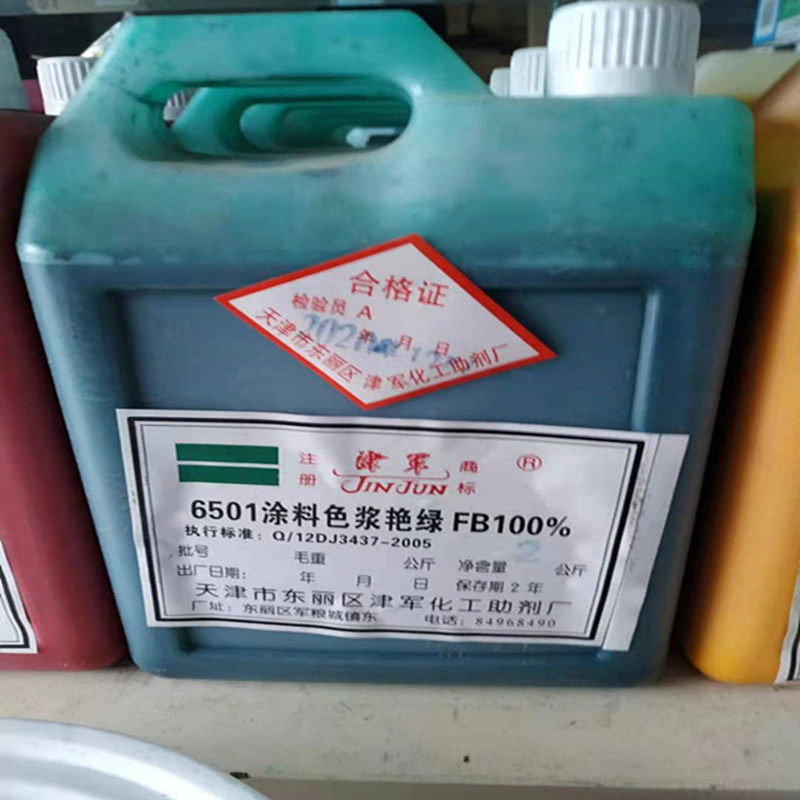 合格证
检验员 A
年 月 日
天津市东丽区津军化工助剂厂
注册 津军 商标 ®
JINJUN
6501涂料色浆艳绿 FB100%
执行标准：Q/12DJ3437-2005
批号 毛重 公斤 净含量 2 公斤
出厂日期： 年 月 日 保存期 2 年
天津市东丽区津军化工助剂厂
厂址：东丽区军粮城镇东 电话：84968490